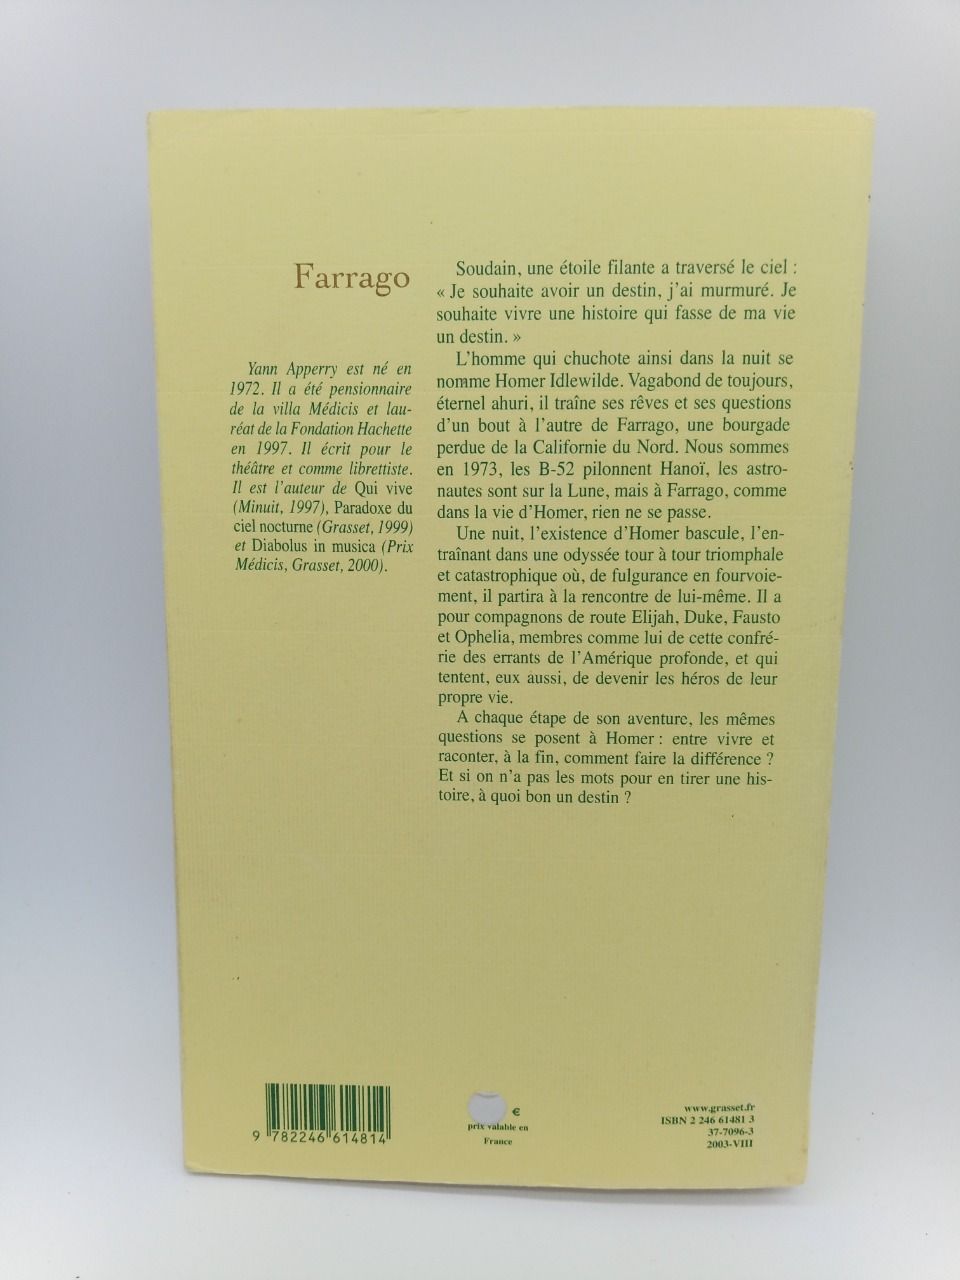 Farrago
Yann Apperry est né en
1972. Il a été pensionnaire
de la villa Médicis et lau-
réat de la Fondation Hachette
en 1997. Il écrit pour le
théâtre et comme librettiste.
Il est l'auteur de Qui vive
(Minuit, 1997), Paradoxe du
ciel nocturne (Grasset, 1999)
et Diabolus in musica (Prix
Médicis, Grasset, 2000).
Soudain, une étoile filante a traversé le ciel :
« Je souhaite avoir un destin, j'ai murmuré. Je
souhaite vivre une histoire qui fasse de ma vie
un destin. »
L'homme qui chuchote ainsi dans la nuit se
nomme Homer Idlewilde. Vagabond de toujours,
éternel ahuri, il traîne ses rêves et ses questions
d'un bout à l'autre de Farrago, une bourgade
perdue de la Californie du Nord. Nous sommes
en 1973, les B-52 pilonnent Hanoï, les astro-
nautes sont sur la Lune, mais à Farrago, comme
dans la vie d'Homer, rien ne se passe.
Une nuit, l'existence d'Homer bascule, l'en-
traînant dans une odyssée tour à tour triomphale
et catastrophique où, de fulgurance en fourvoie-
ment, il partira à la rencontre de lui-même. Il a
pour compagnons de route Elijah, Duke, Fausto
et Ophelia, membres comme lui de cette confré-
rie des errants de l'Amérique profonde, et qui
tentent, eux aussi, de devenir les héros de leur
propre vie.
A chaque étape de son aventure, les mêmes
questions se posent à Homer : entre vivre et
raconter, à la fin, comment faire la différence ?
Et si on n'a pas les mots pour en tirer une his-
toire, à quoi bon un destin ?
9 782246 614814
€
prix valable en
France
www.grasset.fr
ISBN 2 246 61481 3
37-7096-3
2003-VIII